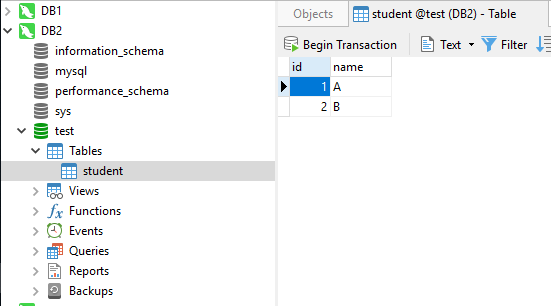 DB1
DB2
information_schema
mysql
performance_schema
sys
test
Tables
student
Views
Functions
Events
Queries
Reports
Backups
Objects
student @test (DB2) - Table
Begin Transaction
Text
Filter
id name
1 A
2 B